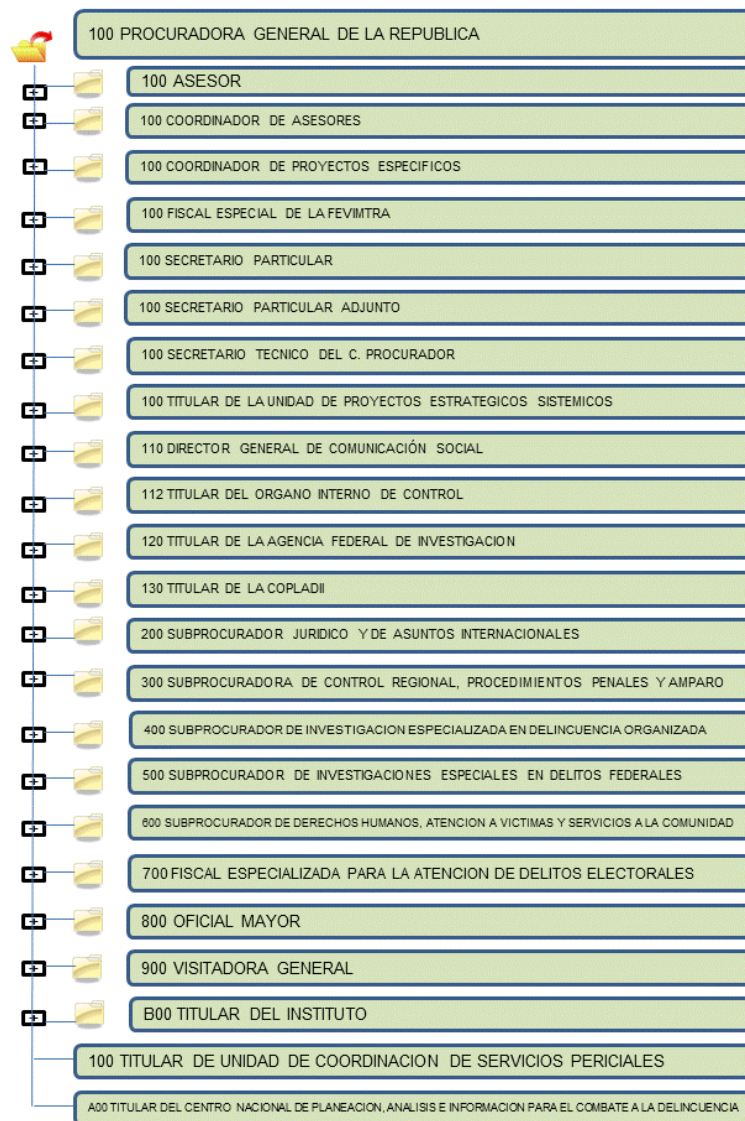 100 PROCURADORA GENERAL DE LA REPUBLICA
100 ASESOR
100 COORDINADOR DE ASESORES
100 COORDINADOR DE PROYECTOS ESPECIFICOS
100 FISCAL ESPECIAL DE LA FEVIMTRA
100 SECRETARIO PARTICULAR
100 SECRETARIO PARTICULAR ADJUNTO
100 SECRETARIO TECNICO DEL C. PROCURADOR
100 TITULAR DE LA UNIDAD DE PROYECTOS ESTRATEGICOS SISTEMICOS
110 DIRECTOR GENERAL DE COMUNICACIÓN SOCIAL
112 TITULAR DEL ORGANO INTERNO DE CONTROL
120 TITULAR DE LA AGENCIA FEDERAL DE INVESTIGACION
130 TITULAR DE LA COPLADII
200 SUBPROCURADOR JURIDICO Y DE ASUNTOS INTERNACIONALES
300 SUBPROCURADORA DE CONTROL REGIONAL, PROCEDIMIENTOS PENALES Y AMPARO
400 SUBPROCURADOR DE INVESTIGACION ESPECIALIZADA EN DELINCUENCIA ORGANIZADA
500 SUBPROCURADOR DE INVESTIGACIONES ESPECIALES EN DELITOS FEDERALES
600 SUBPROCURADOR DE DERECHOS HUMANOS, ATENCION A VICTIMAS Y SERVICIOS A LA COMUNIDAD
700 FISCAL ESPECIALIZADA PARA LA ATENCION DE DELITOS ELECTORALES
800 OFICIAL MAYOR
900 VISITADORA GENERAL
B00 TITULAR DEL INSTITUTO
100 TITULAR DE UNIDAD DE COORDINACION DE SERVICIOS PERICIALES
A00 TITULAR DEL CENTRO NACIONAL DE PLANEACION, ANALISIS E INFORMACION PARA EL COMBATE A LA DELINCUENCIA